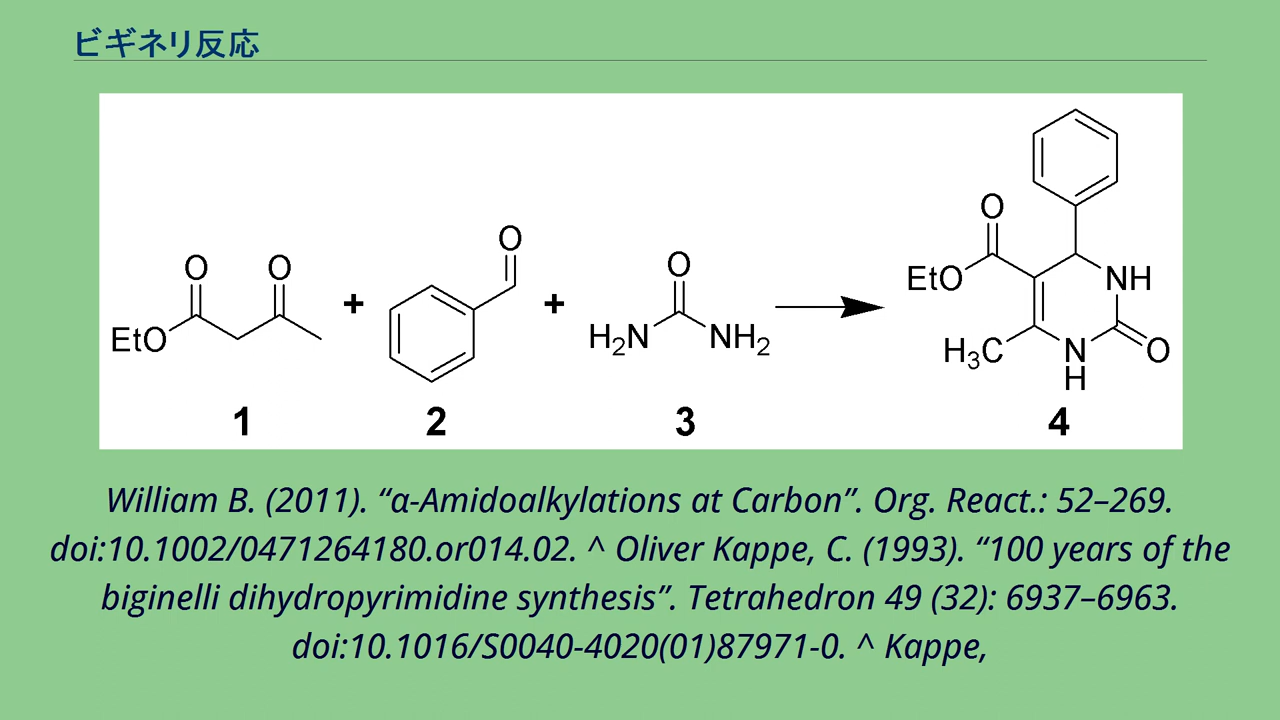 ビギネリ反応
O
O
O
O
O
EtO
+
+
H2N
NH2
EtO
NH
H3C
N
H
O
1
2
3
4
William B. (2011). “α-Amidoalkylations at Carbon”. Org. React.: 52–269.
doi:10.1002/0471264180.or014.02. ^ Oliver Kappe, C. (1993). “100 years of the
biginelli dihydropyrimidine synthesis”. Tetrahedron 49 (32): 6937–6963.
doi:10.1016/S0040-4020(01)87971-0. ^ Kappe,